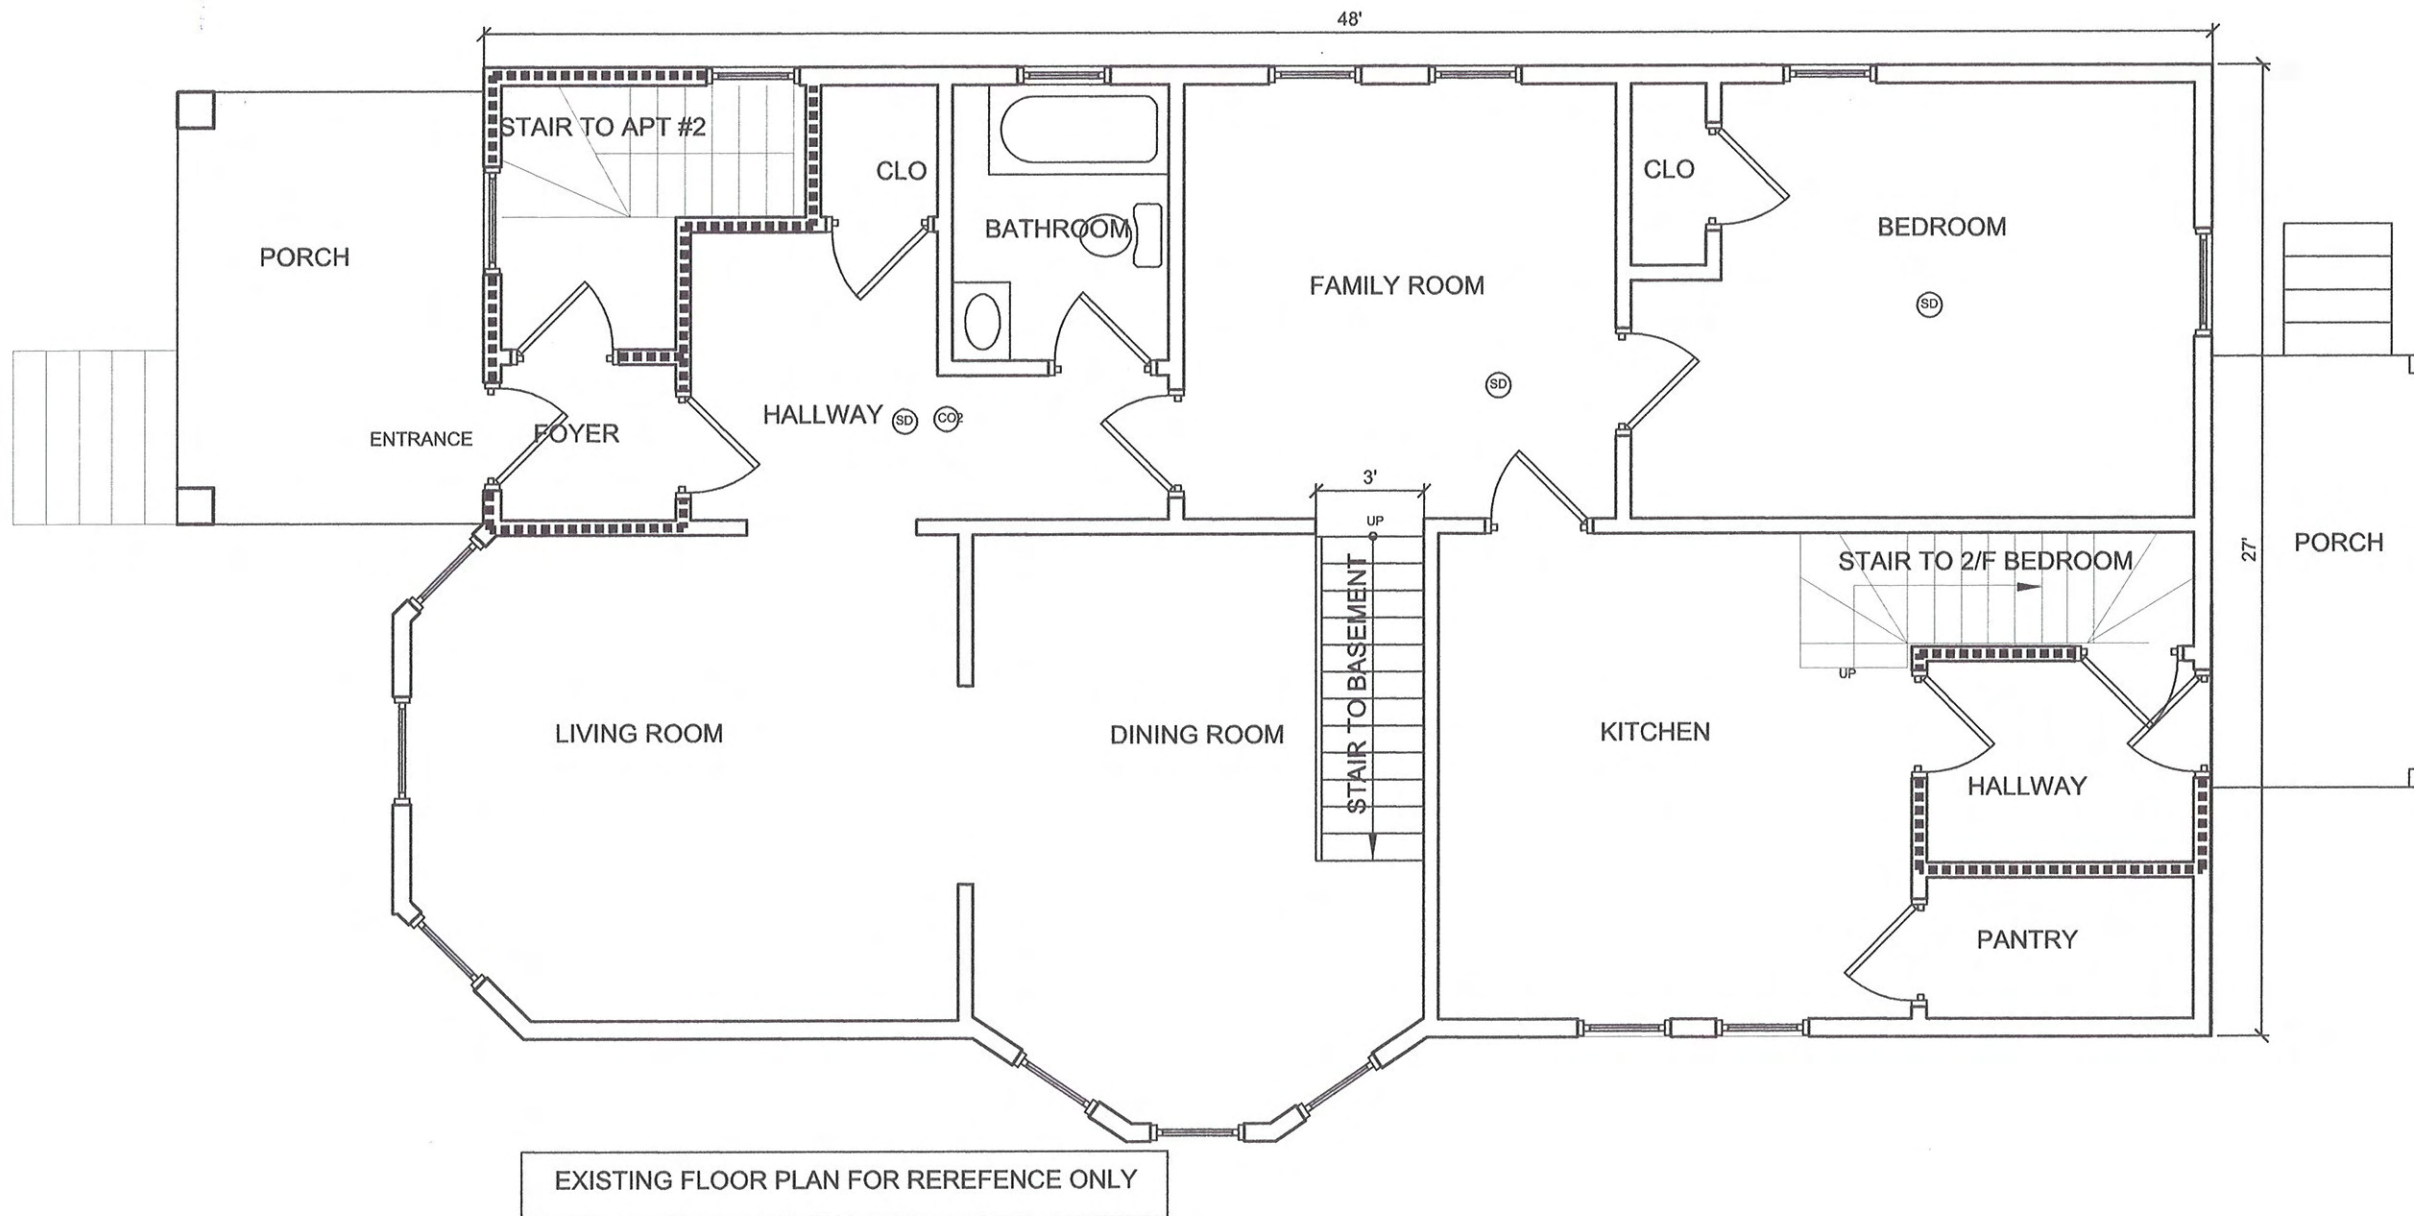 48'
STAIR TO APT #2
CLO
CLO
BATHROOM
BEDROOM
PORCH
FAMILY ROOM
SD
SD
HALLWAY
SD
CO2
ENTRANCE
FOYER
3'
UP
27'
PORCH
STAIR TO 2/F BEDROOM
STAIR TO BASEMENT
UP
LIVING ROOM
DINING ROOM
KITCHEN
HALLWAY
PANTRY
EXISTING FLOOR PLAN FOR REREFENCE ONLY